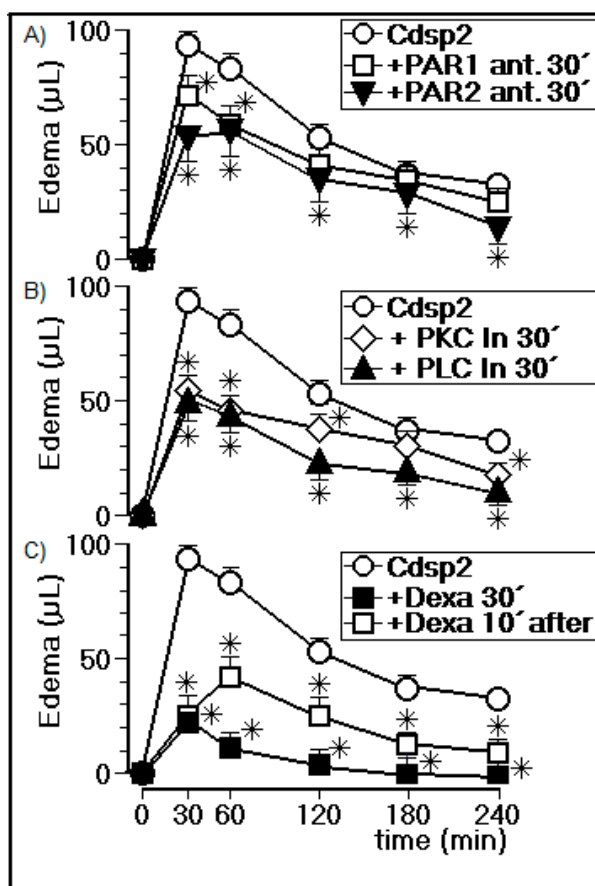 A)
100
50
0
Edema (µL)
Cdsp2
+PAR1 ant. 30´
+PAR2 ant. 30´
* * * * * * *
B)
100
50
0
Edema (µL)
Cdsp2
+ PKC In 30´
+ PLC In 30´
* * * * * * * * *
C)
100
50
0
Edema (µL)
Cdsp2
+Dexa 30´
+Dexa 10´ after
* * * * * * * * * *
0 30 60 120 180 240
time (min)